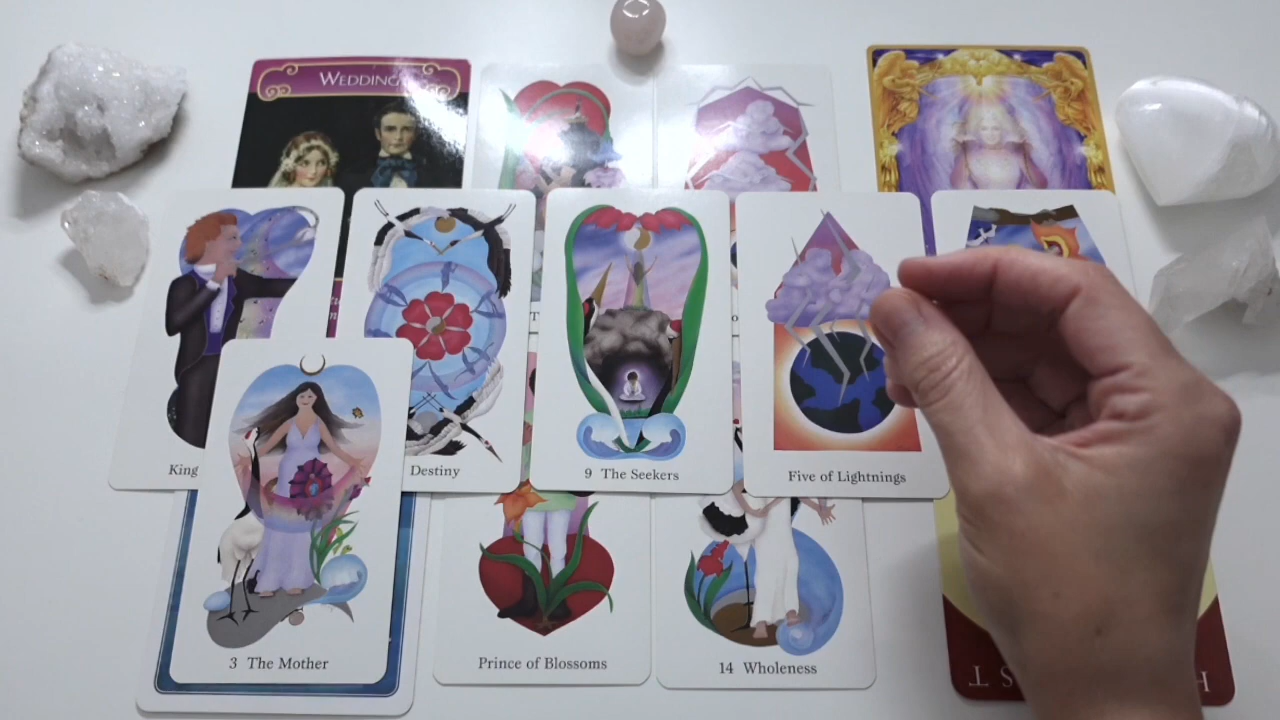 WEDDING
King
Destiny
9 The Seekers
Five of Lightnings
3 The Mother
Prince of Blossoms
14 Wholeness